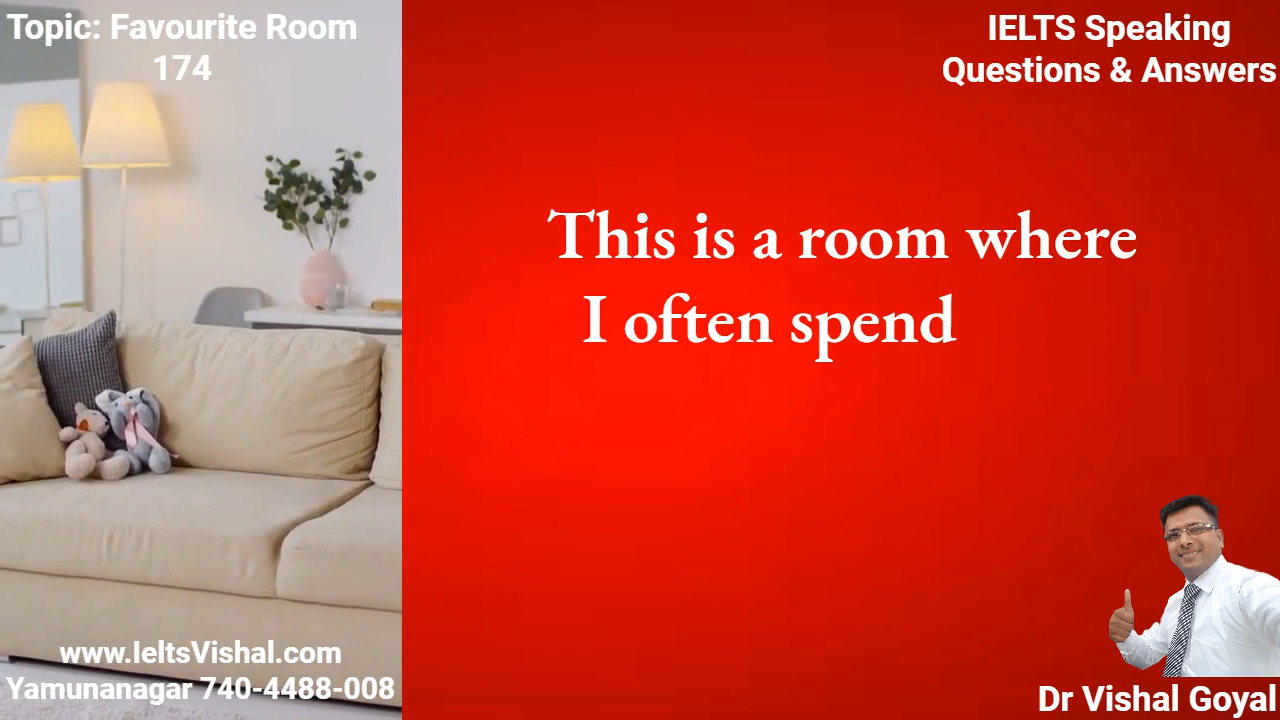 Topic: Favourite Room
174
IELTS Speaking
Questions & Answers
This is a room where
I often spend
www.IeltsVishal.com
Yamunanagar 740-4488-008
Dr Vishal Goyal